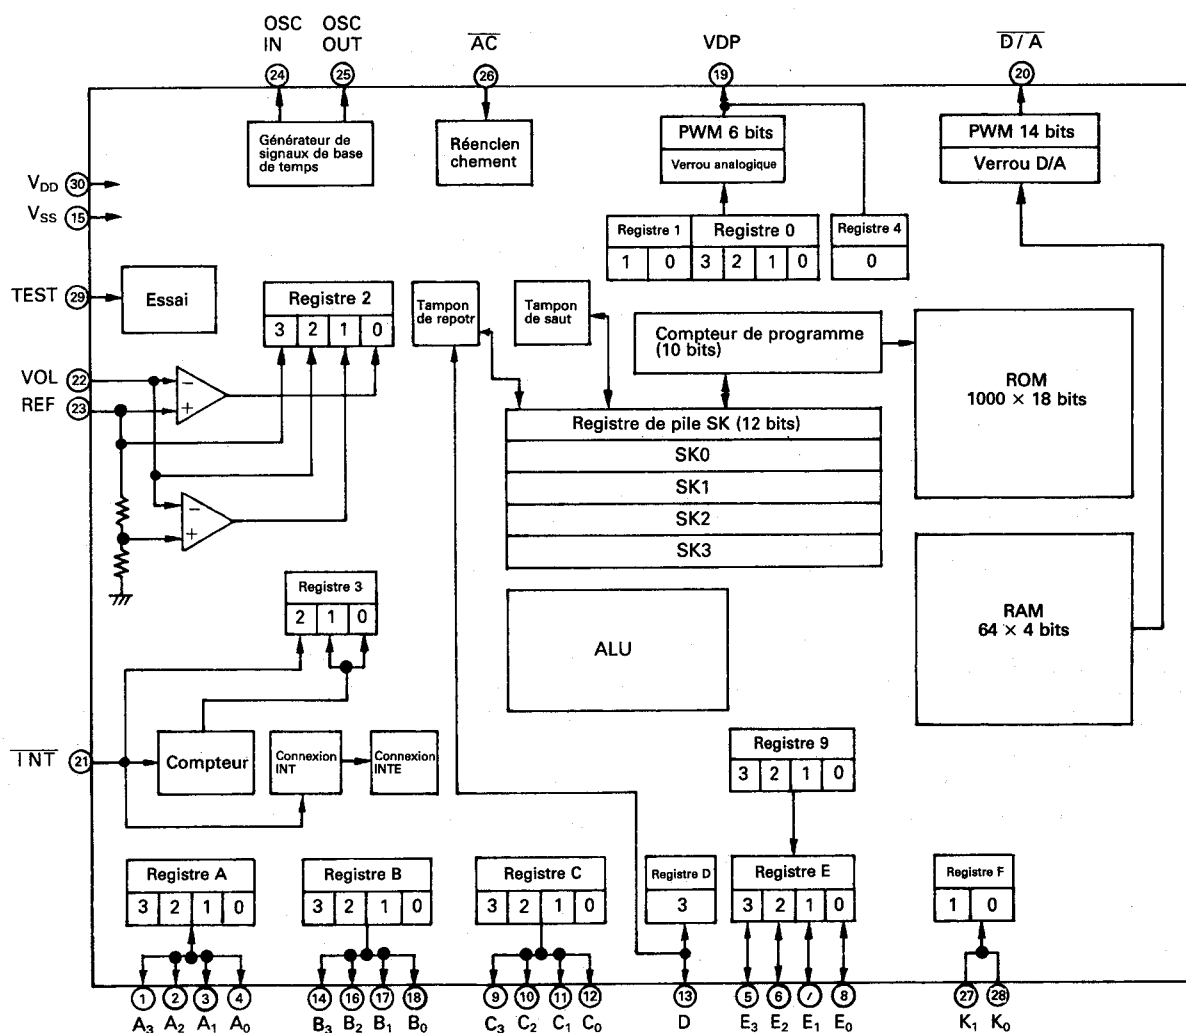 OSC IN
OSC OUT
AC
VDP
D/A
24
25
26
19
20
Générateur de
signaux de base
de temps
Réencien
chement
PWM 6 bits
Verrou analogique
PWM 14 bits
Verrou D/A
VDD 30
VSS 15
Registre 1
Registre 0
Registre 4
1 0 3 2 1 0
0
TEST 29
Essai
Registre 2
3 2 1 0
Tampon
de repotr
Tampon
de saut
Compteur de programme
(10 bits)
ROM
1000 × 18 bits
VOL 22
REF 23
−
+
Registre de pile SK (12 bits)
SK0
SK1
SK2
SK3
−
+
Registre 3
2 1 0
ALU
RAM
64 × 4 bits
INT 21
Compteur
Connexion
INT
Connexion
INTE
Registre 9
3 2 1 0
Registre A
3 2 1 0
Registre B
3 2 1 0
Registre C
3 2 1 0
Registre D
3
Registre E
3 2 1 0
Registre F
1 0
1 2 3 4
14 16 17 18
9 10 11 12
13
5 6 7 8
27 28
A3 A2 A1 A0
B3 B2 B1 B0
C3 C2 C1 C0
D
E3 E2 E1 E0
K1 K0